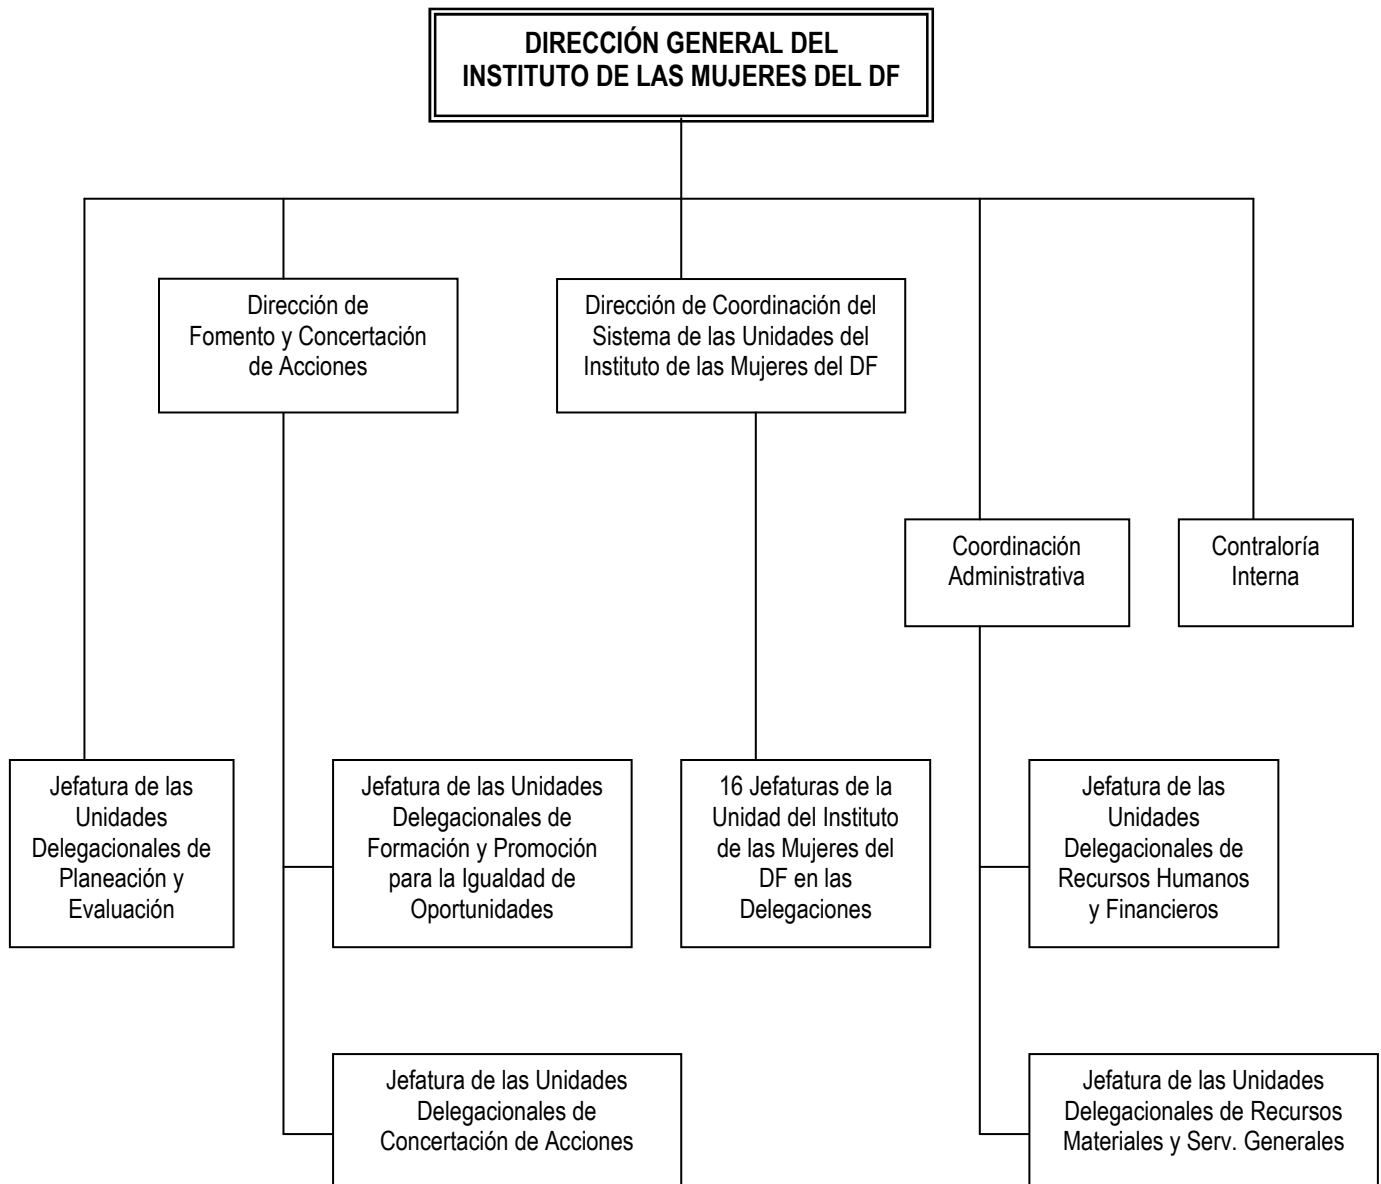 DIRECCIÓN GENERAL DEL
INSTITUTO DE LAS MUJERES DEL DF
Dirección de
Fomento y Concertación
de Acciones
Dirección de Coordinación del
Sistema de las Unidades del
Instituto de las Mujeres del DF
Coordinación
Administrativa
Contraloría
Interna
Jefatura de las
Unidades
Delegacionales de
Planeación y
Evaluación
Jefatura de las Unidades
Delegacionales de
Formación y Promoción
para la Igualdad de
Oportunidades
16 Jefaturas de la
Unidad del Instituto
de las Mujeres del
DF en las
Delegaciones
Jefatura de las
Unidades
Delegacionales de
Recursos Humanos
y Financieros
Jefatura de las Unidades
Delegacionales de
Concertación de Acciones
Jefatura de las Unidades
Delegacionales de Recursos
Materiales y Serv. Generales